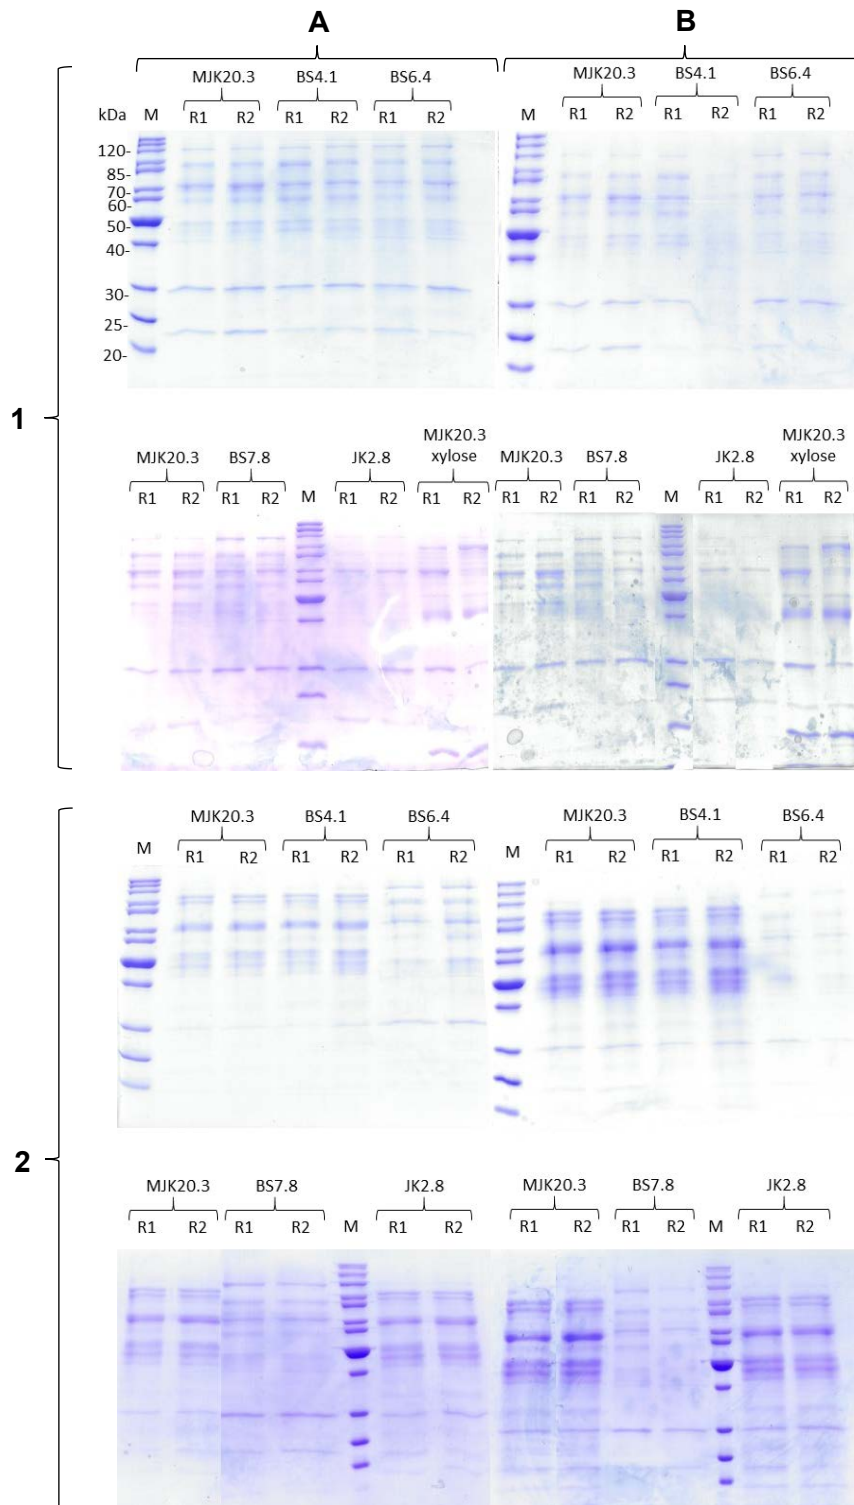 A B
MJK20.3 BS4.1 BS6.4 MJK20.3 BS4.1 BS6.4
kDa M R1 R2 R1 R2 R1 R2 M R1 R2 R1 R2 R1 R2
120-
85-
70-
60-
50-
40-
30-
25-
20-
1
MJK20.3 BS7.8 JK2.8 MJK20.3 xylose MJK20.3 BS7.8 JK2.8 MJK20.3 xylose
R1 R2 R1 R2 M R1 R2 R1 R2 R1 R2 R1 R2 M R1 R2 R1 R2
MJK20.3 BS4.1 BS6.4 MJK20.3 BS4.1 BS6.4
M R1 R2 R1 R2 R1 R2 M R1 R2 R1 R2 R1 R2
2
MJK20.3 BS7.8 JK2.8 MJK20.3 BS7.8 JK2.8
R1 R2 R1 R2 M R1 R2 R1 R2 R1 R2 M R1 R2